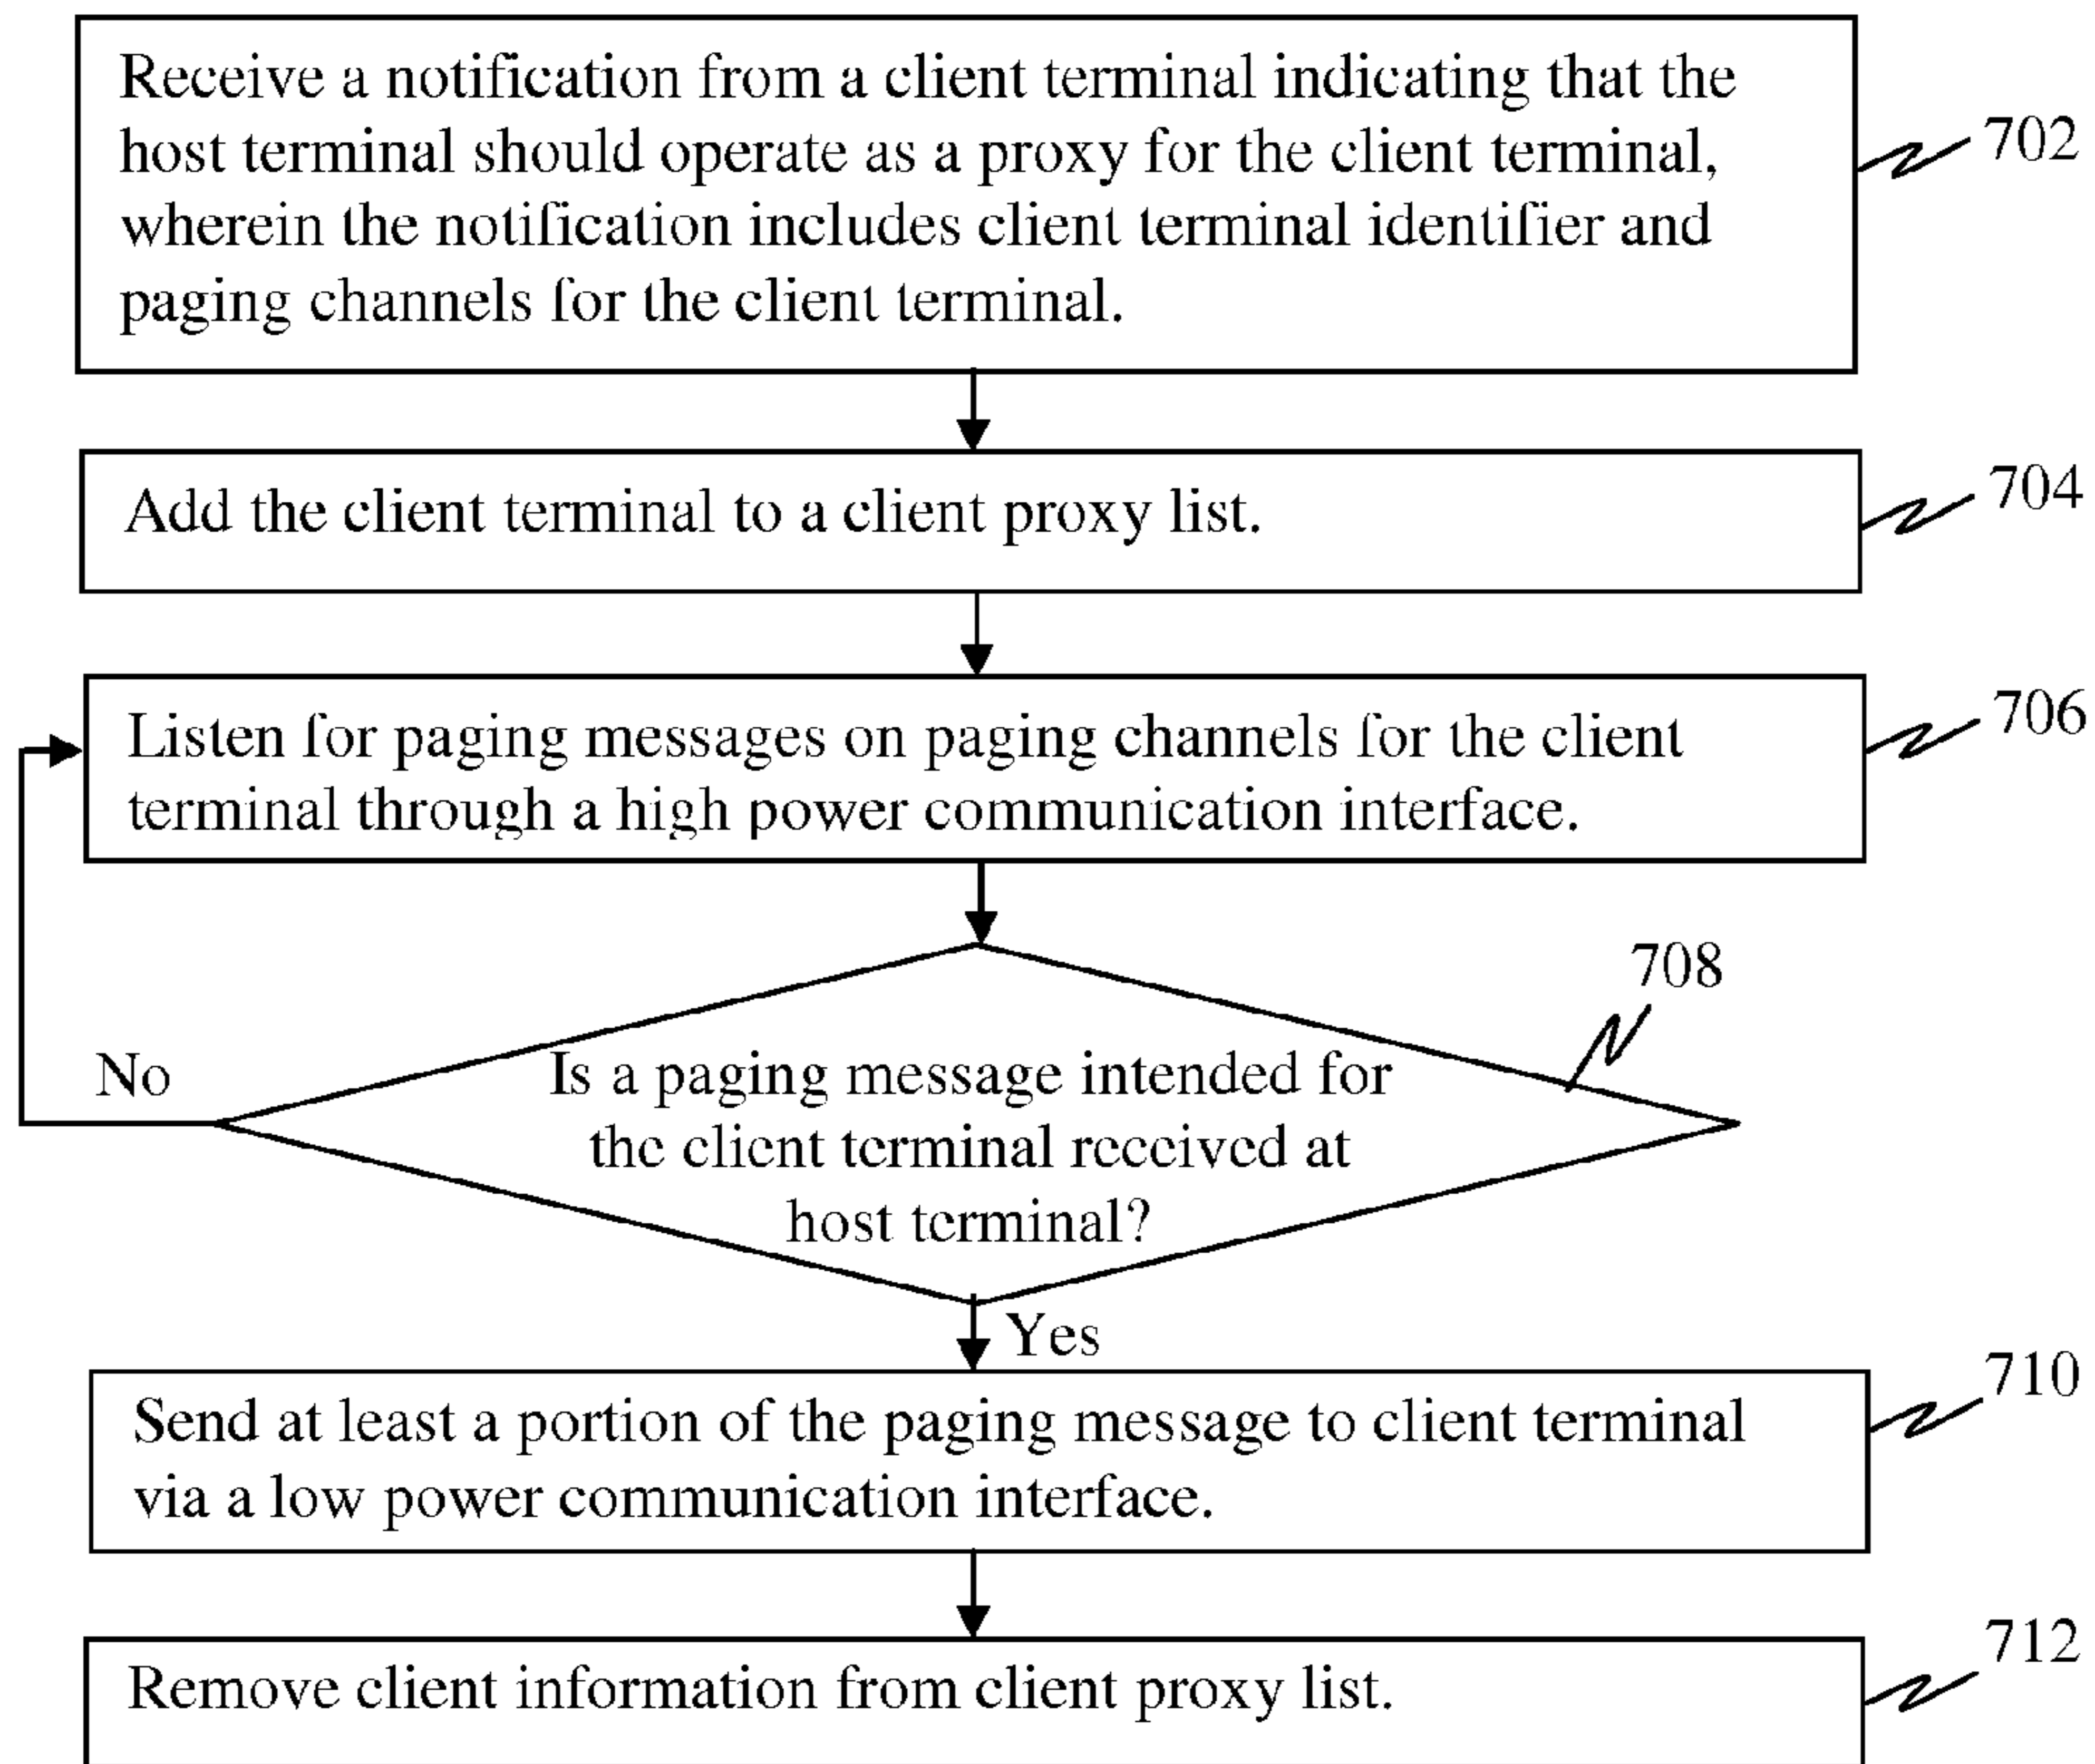 Receive a notification from a client terminal indicating that the
host terminal should operate as a proxy for the client terminal,
wherein the notification includes client terminal identifier and
paging channels for the client terminal.
702
Add the client terminal to a client proxy list.
704
Listen for paging messages on paging channels for the client
terminal through a high power communication interface.
706
708
No
Is a paging message intended for
the client terminal received at
host terminal?
Yes
Send at least a portion of the paging message to client terminal
via a low power communication interface.
710
Remove client information from client proxy list.
712